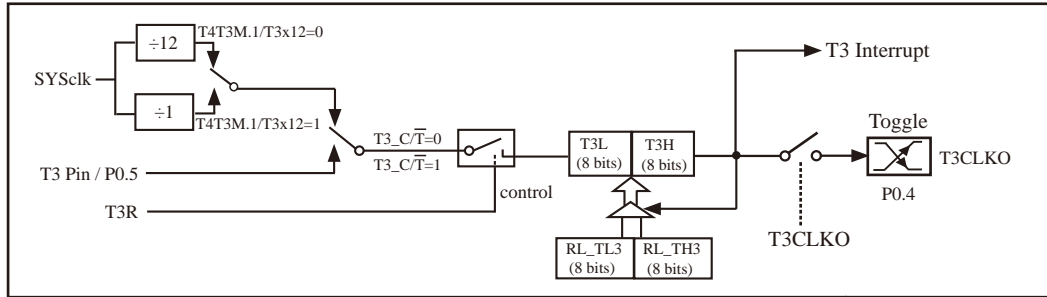 ÷12
T4T3M.1/T3x12=0
SYSclk
÷1
T4T3M.1/T3x12=1
T3_C/T̅=0
T3_C/T̅=1
T3 Pin / P0.5
T3R
control
T3L
(8 bits)
T3H
(8 bits)
RL_TL3
(8 bits)
RL_TH3
(8 bits)
T3 Interrupt
Toggle
T3CLKO
P0.4
T3CLKO